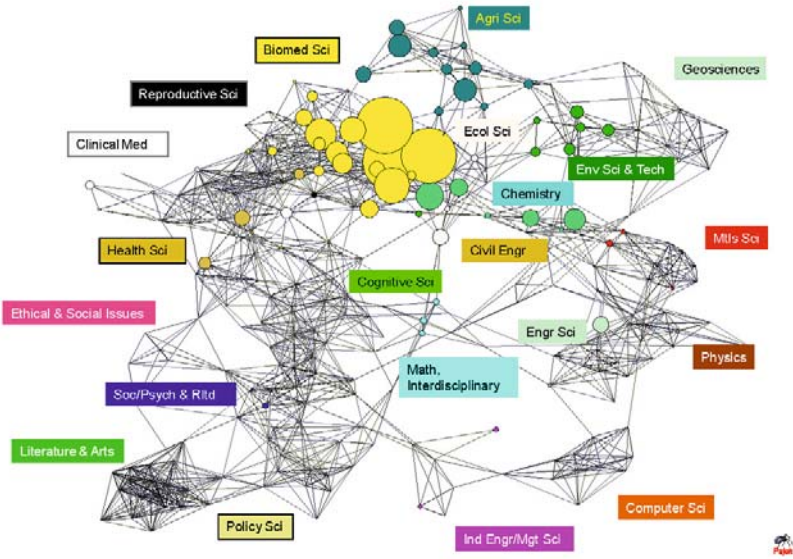 Agri Sci
Biomed Sci
Geosciences
Reproductive Sci
Ecol Sci
Clinical Med
Env Sci & Tech
Chemistry
Mtls Sci
Health Sci
Civil Engr
Cognitive Sci
Ethical & Social Issues
Engr Sci
Physics
Math,
Interdisciplinary
Soc/Psych & Rltd
Literature & Arts
Computer Sci
Policy Sci
Ind Engr/Mgt Sci
Pajek